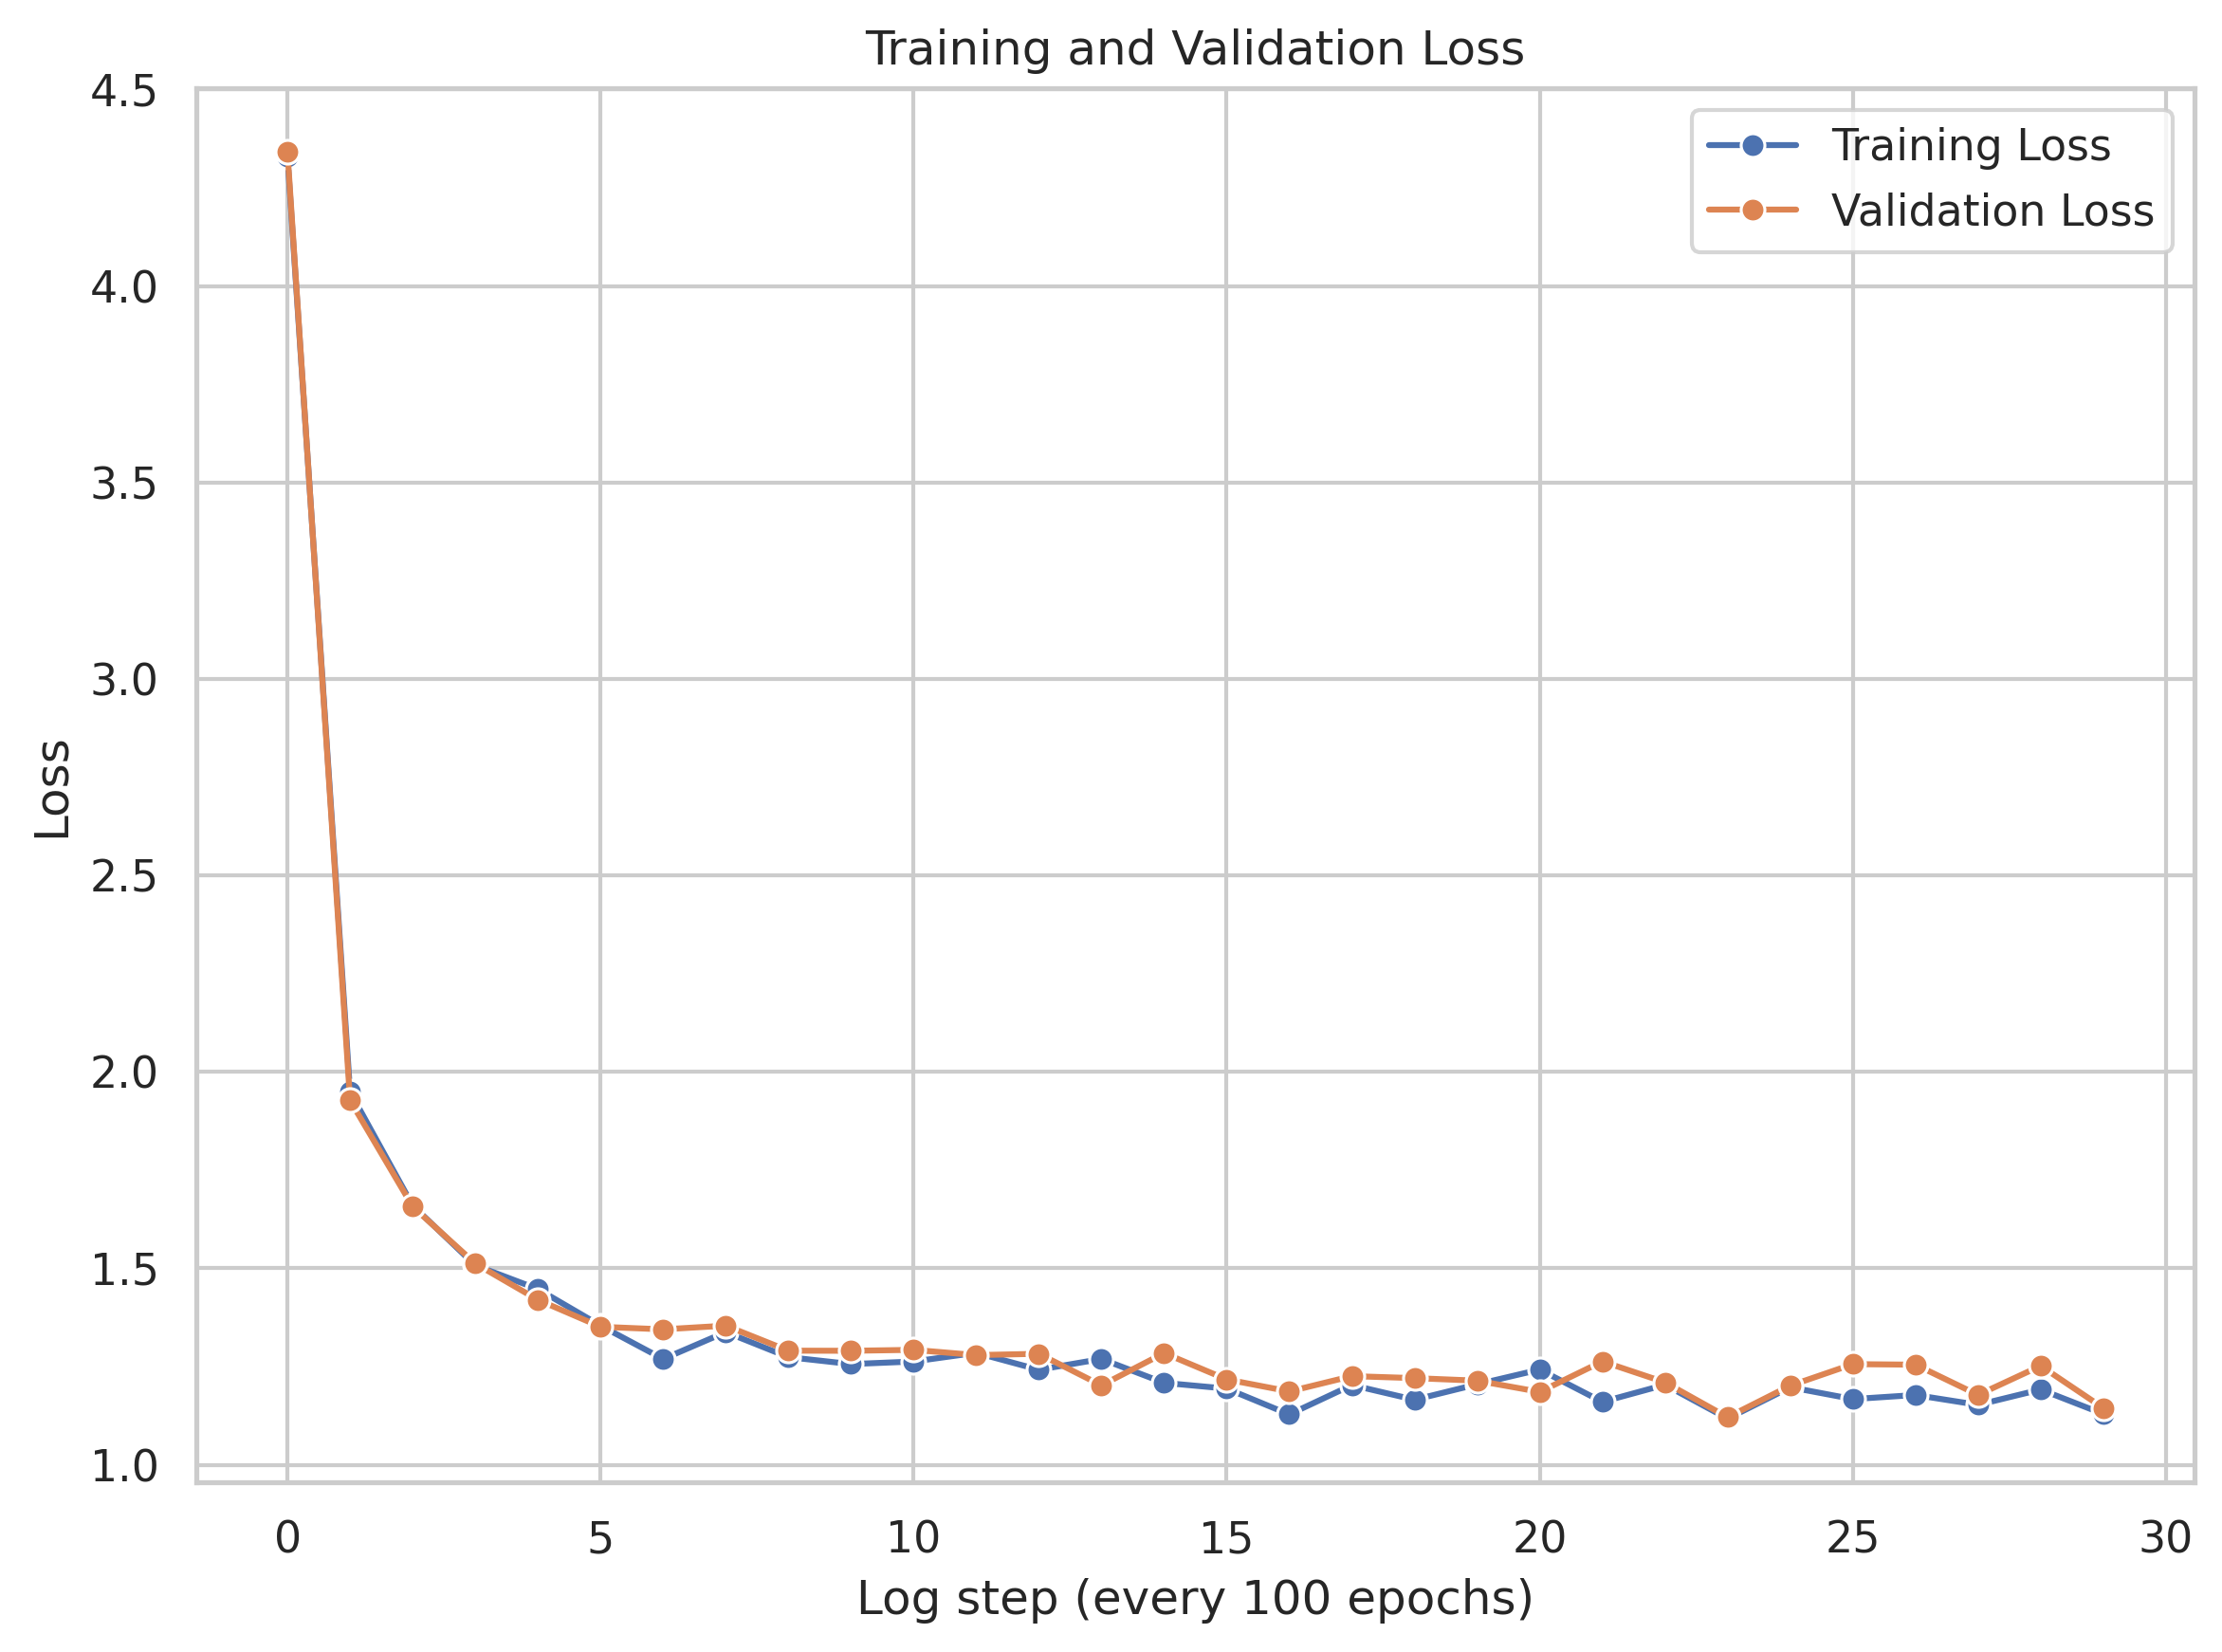 Training and Validation Loss
4.5
4.0
3.5
3.0
2.5
2.0
1.5
1.0
Loss
Training Loss
Validation Loss
0 5 10 15 20 25 30
Log step (every 100 epochs)